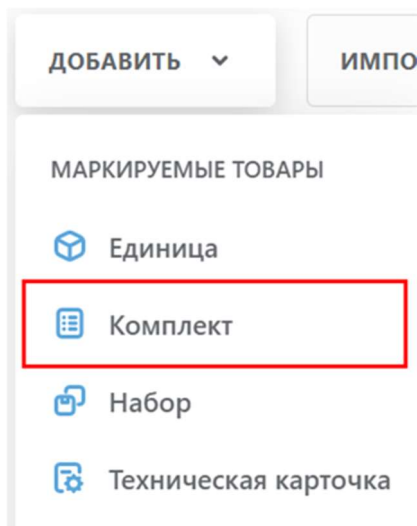 ДОБАВИТЬ ИМПО
МАРКИРУЕМЫЕ ТОВАРЫ
Единица
Комплект
Набор
Техническая карточка